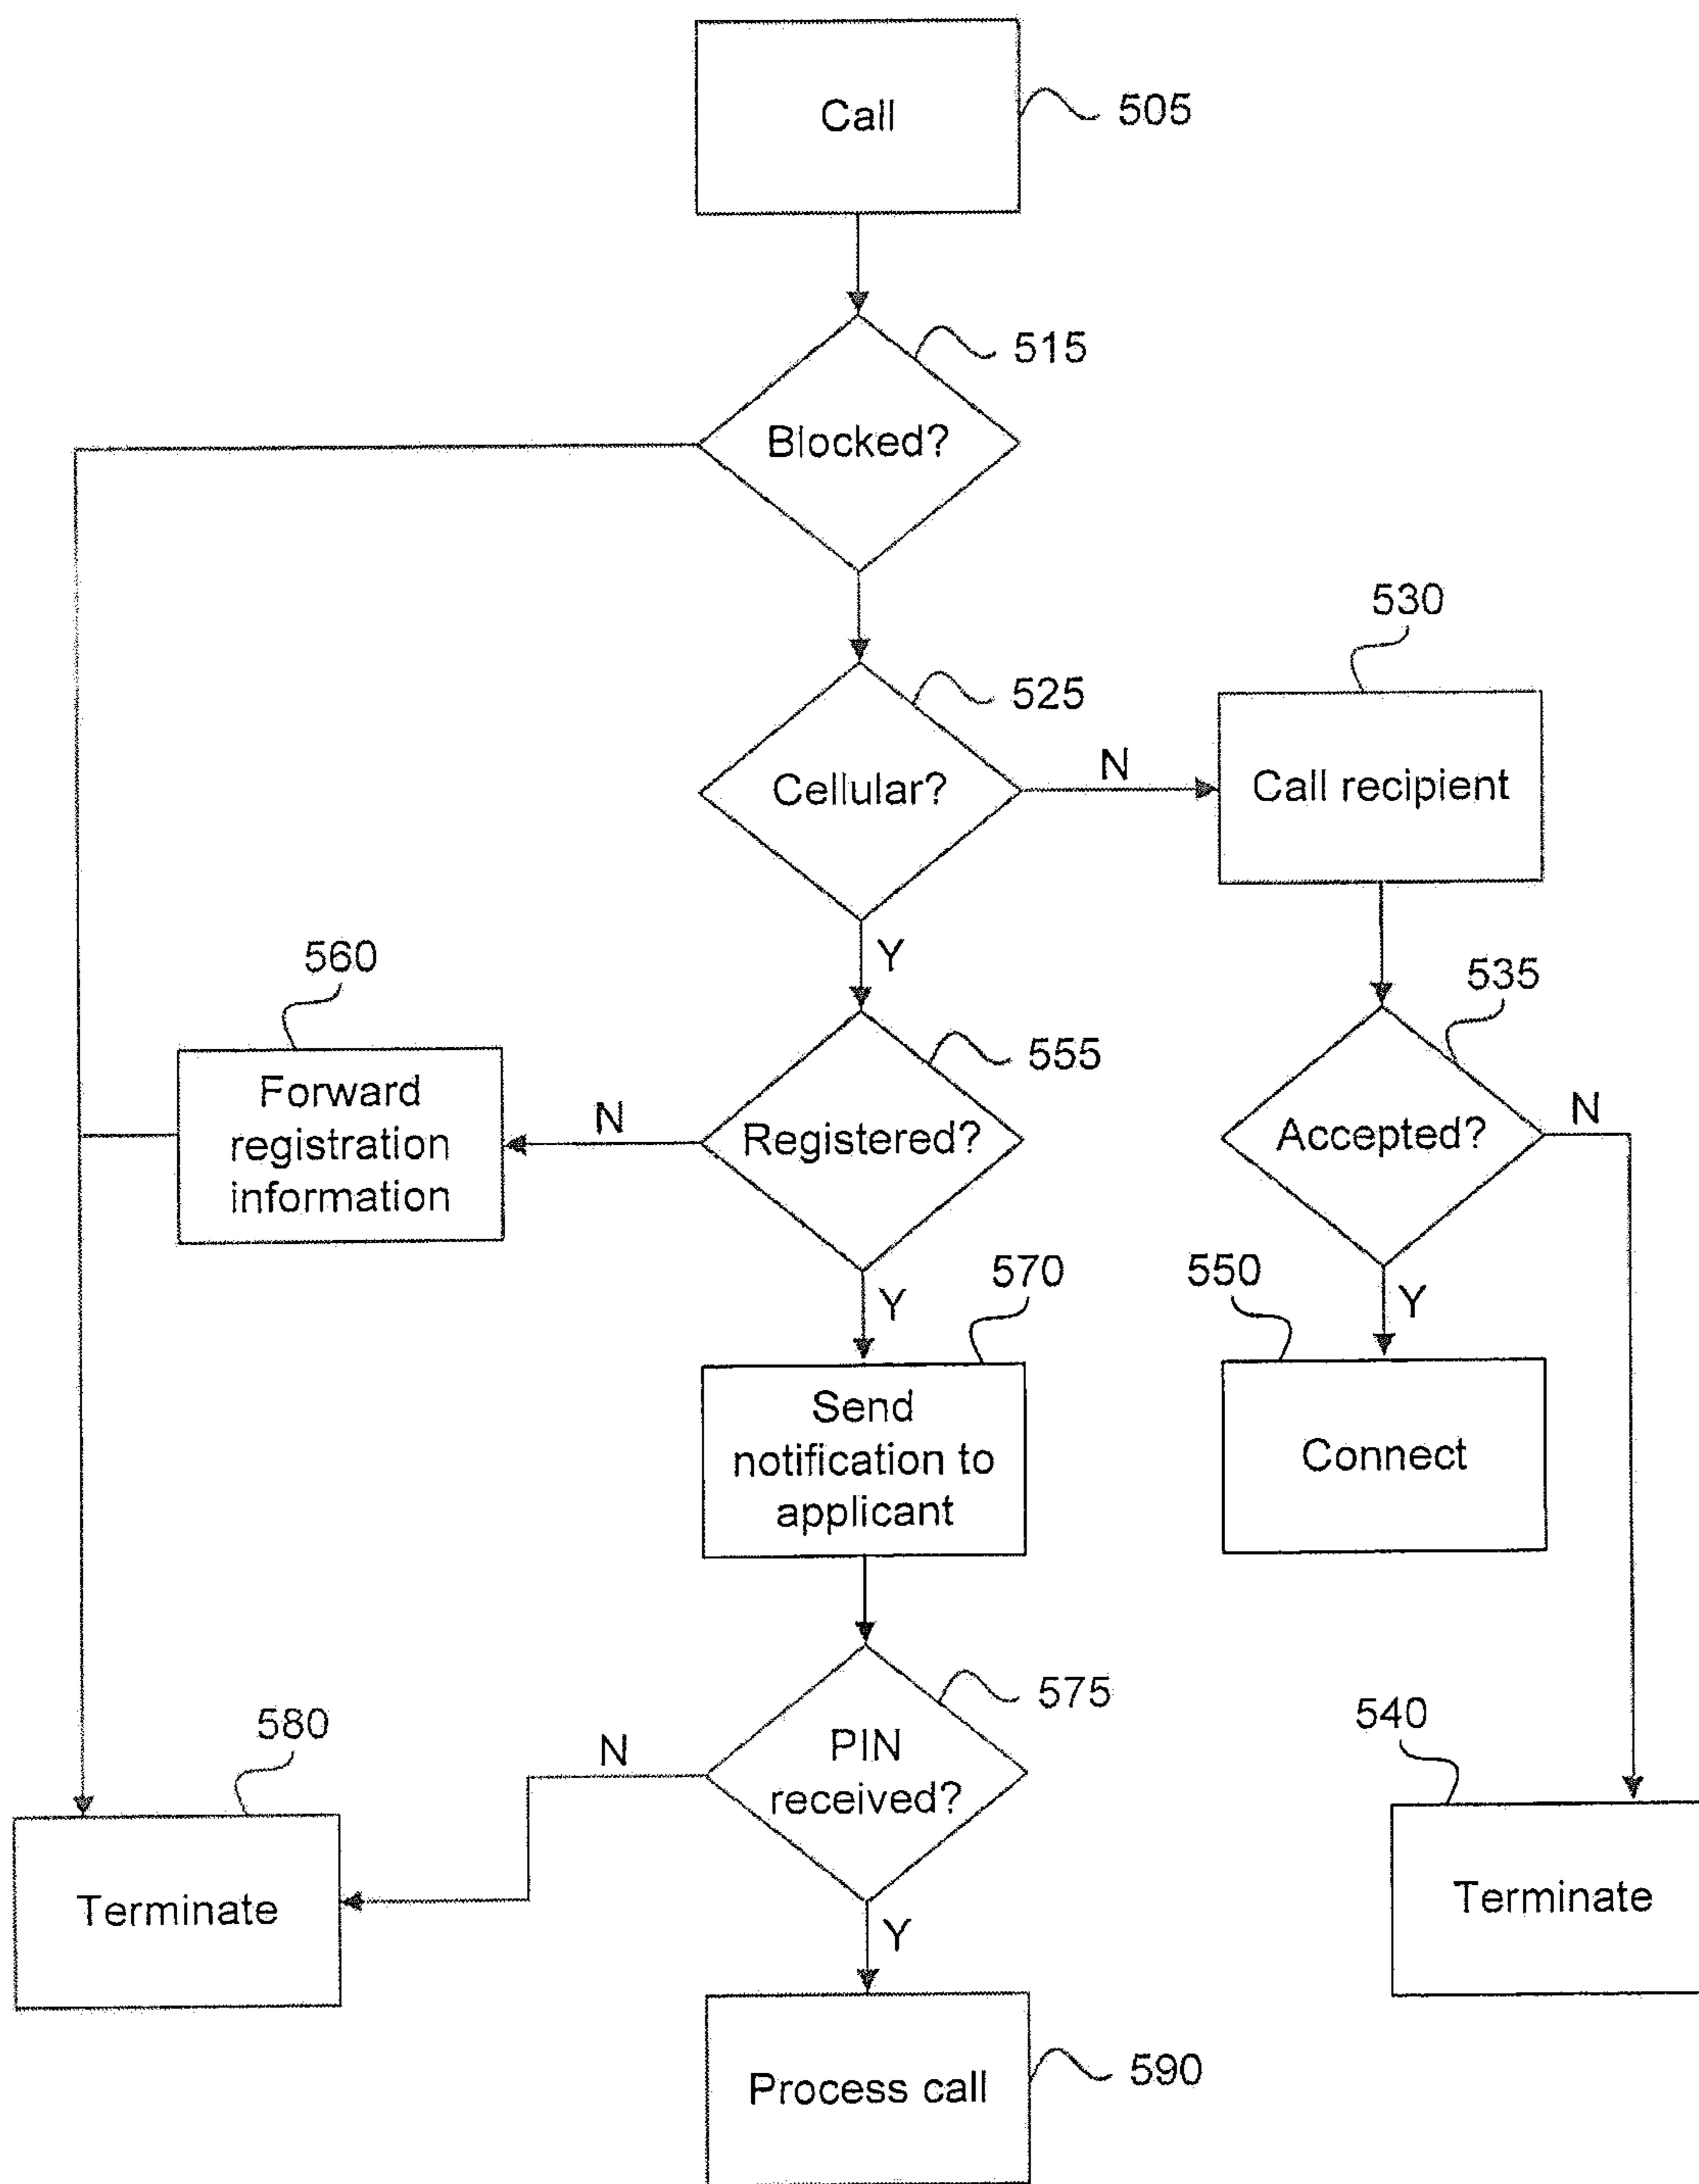 Call
505
515
Blocked?
530
525
Cellular?
N
Call recipient
Y
560
535
555
Forward
registration
information
N
Registered?
Accepted?
N
570
550
Y
Y
Send
notification to
applicant
Connect
575
580
540
N
PIN
received?
Terminate
Terminate
Y
Process call
590